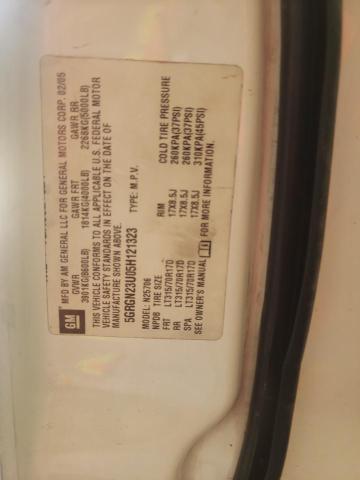 GM
MFD BY AM GENERAL LLC FOR GENERAL MOTORS CORP. 02/05
GVWR GAWR FRT GAWR RR
3901KG(8600LB) 1814KG(4000LB) 2268KG(5000LB)
THIS VEHICLE CONFORMS TO ALL APPLICABLE U.S. FEDERAL MOTOR
VEHICLE SAFETY STANDARDS IN EFFECT ON THE DATE OF
MANUFACTURE SHOWN ABOVE.
5GRGN23U05H121323 TYPE: M.P.V.
MODEL: N25706
NPDB TIRE SIZE RIM COLD TIRE PRESSURE
FRT LT315/70R17D 17X8.5J 260KPA(37PSI)
RR LT315/70R17D 17X8.5J 260KPA(37PSI)
SPA LT315/70R17D 17X8.5J 310KPA(45PSI)
SEE OWNER'S MANUAL FOR MORE INFORMATION.